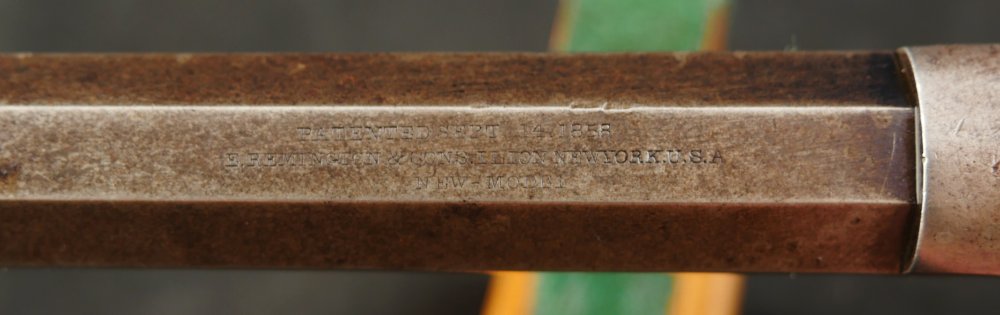 PATENTED SEPT. 14, 1858
E. REMINGTON & SONS, ILION, NEW YORK, U.S.A
NEW-MODEL